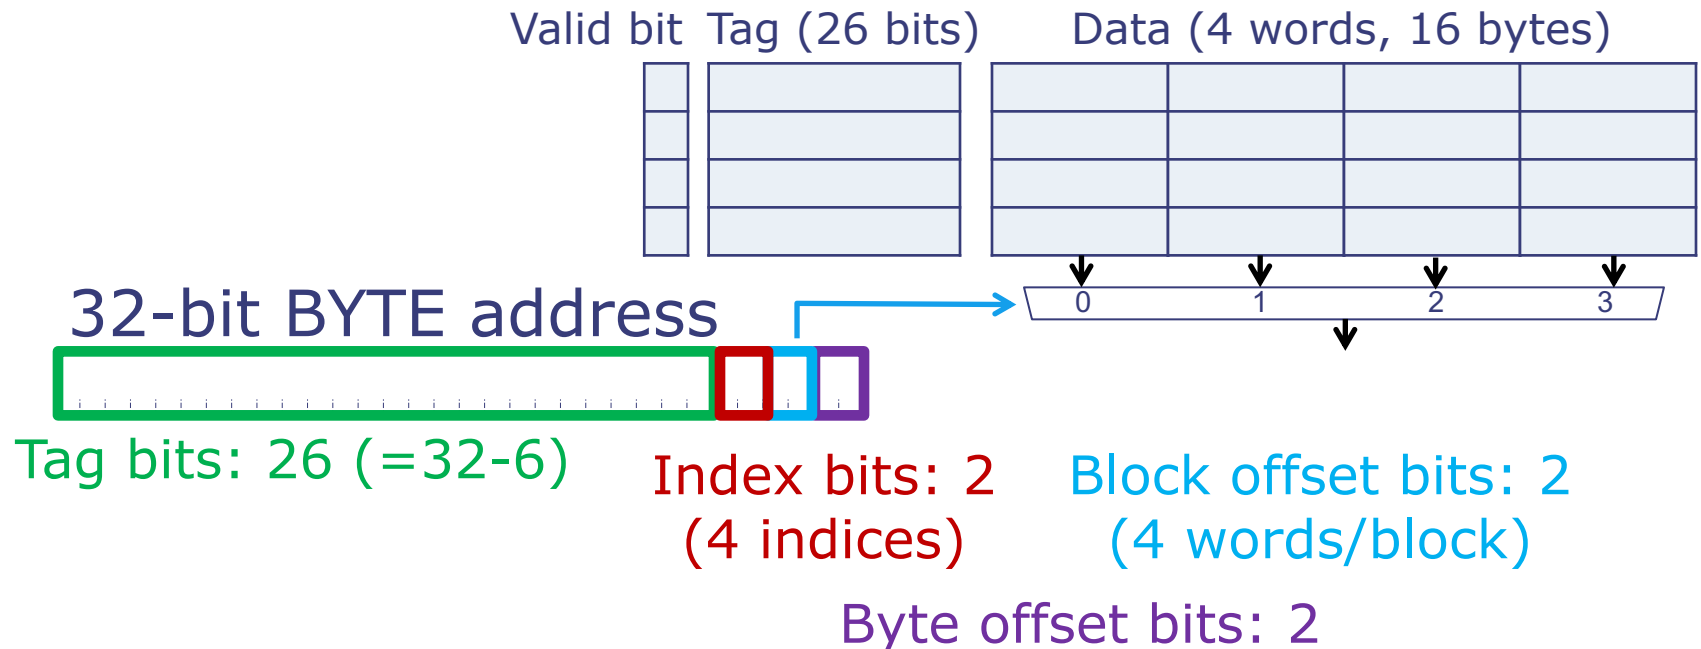 Valid bit Tag (26 bits) Data (4 words, 16 bytes)
0 1 2 3
32-bit BYTE address
Tag bits: 26 (=32-6)
Index bits: 2
(4 indices)
Block offset bits: 2
(4 words/block)
Byte offset bits: 2